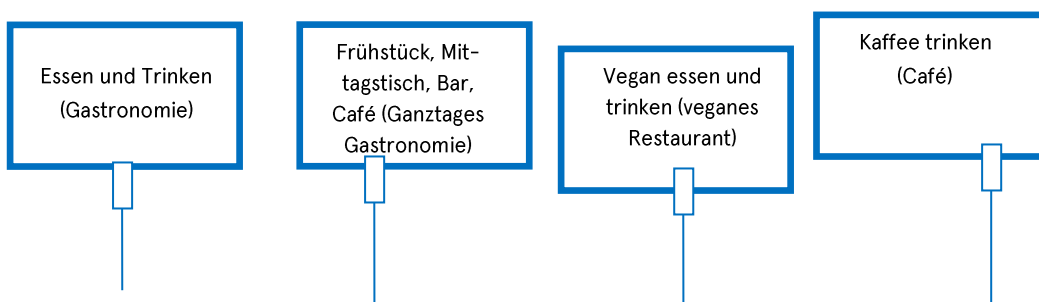 Essen und Trinken
(Gastronomie)
Frühstück, Mit-
tagstisch, Bar,
Café (Ganztages
Gastronomie)
Vegan essen und
trinken (veganes
Restaurant)
Kaffee trinken
(Café)